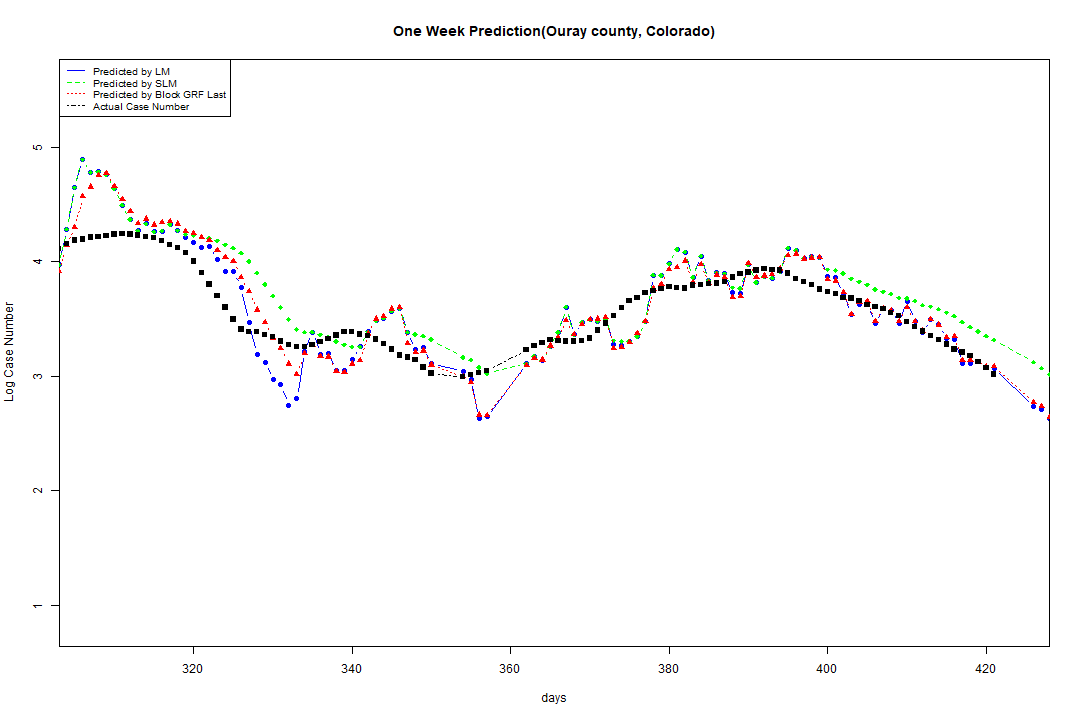 One Week Prediction(Ouray county, Colorado)
Predicted by LM
Predicted by SLM
Predicted by Block GRF Last
Actual Case Number
5
4
3
2
1
Log Case Number
320 340 360 380 400 420
days